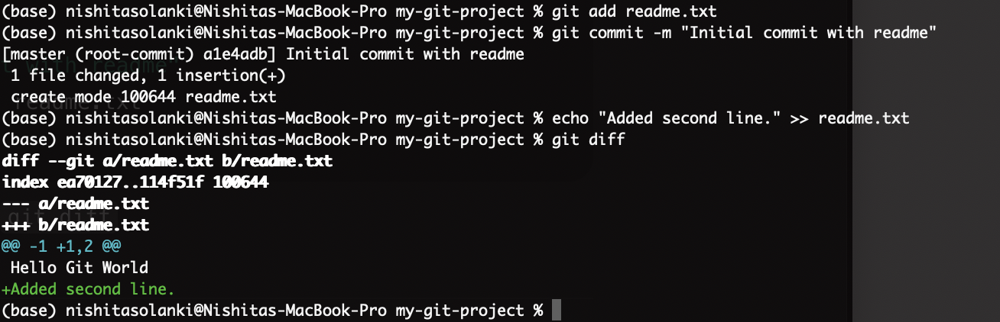 (base) nishitasolanki@Nishitas-MacBook-Pro my-git-project % git add readme.txt
(base) nishitasolanki@Nishitas-MacBook-Pro my-git-project % git commit -m "Initial commit with readme"
[master (root-commit) a1e4adb] Initial commit with readme
 1 file changed, 1 insertion(+)
 create mode 100644 readme.txt
(base) nishitasolanki@Nishitas-MacBook-Pro my-git-project % echo "Added second line." >> readme.txt
(base) nishitasolanki@Nishitas-MacBook-Pro my-git-project % git diff
diff --git a/readme.txt b/readme.txt
index ea70127..114f51f 100644
--- a/readme.txt
+++ b/readme.txt
@@ -1 +1,2 @@
 Hello Git World
+Added second line.
(base) nishitasolanki@Nishitas-MacBook-Pro my-git-project %